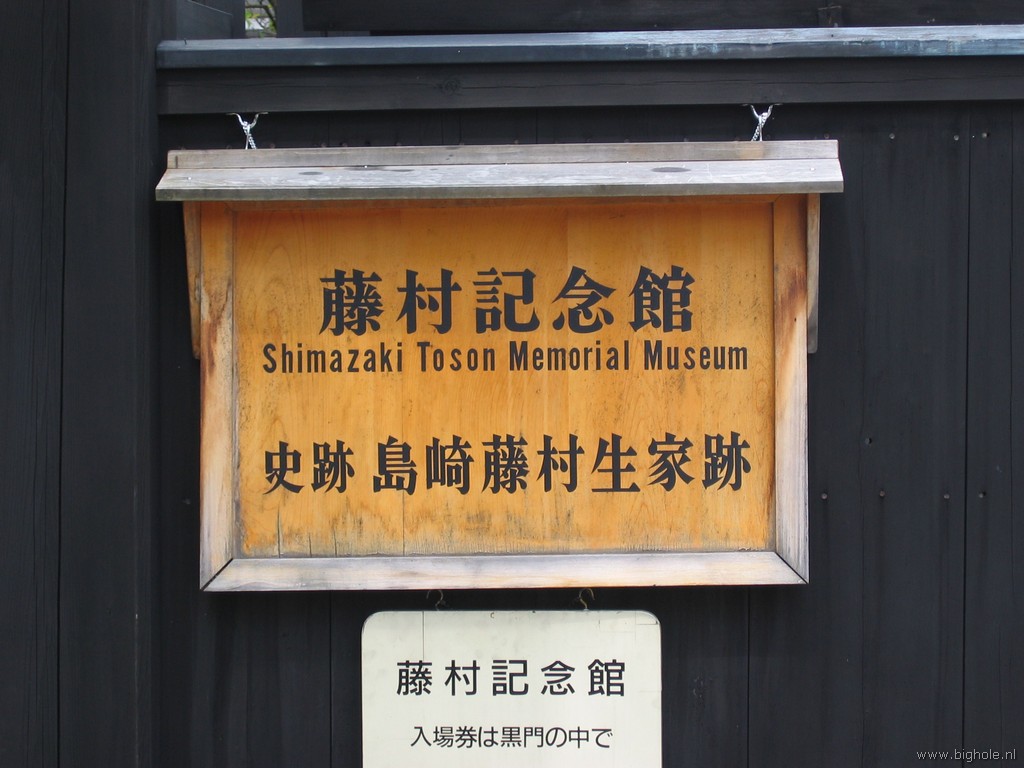 藤村記念館
Shimazaki Toson Memorial Museum
史跡 島崎藤村生家跡
藤村記念館
入場券は黒門の中で
www.bighole.nl